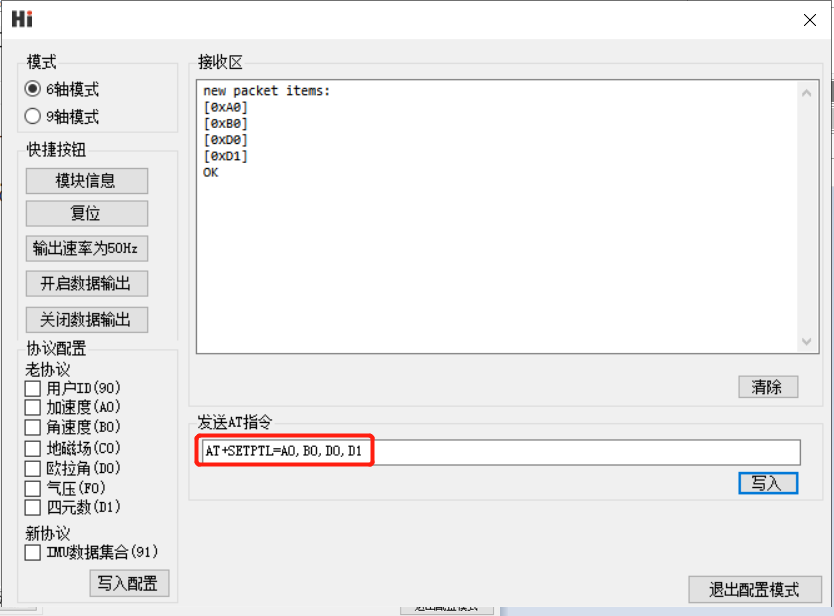 Hi
模式
6轴模式
9轴模式
快捷按钮
模块信息
复位
输出速率为50Hz
开启数据输出
关闭数据输出
协议配置
老协议
用户ID(90)
加速度(A0)
角速度(B0)
地磁场(C0)
欧拉角(D0)
气压(F0)
四元数(D1)
新协议
IMU数据集合(91)
写入配置
接收区
new packet items:
[0xA0]
[0xB0]
[0xD0]
[0xD1]
OK
清除
发送AT指令
AT+SETPTL=A0,B0,D0,D1
写入
退出配置模式